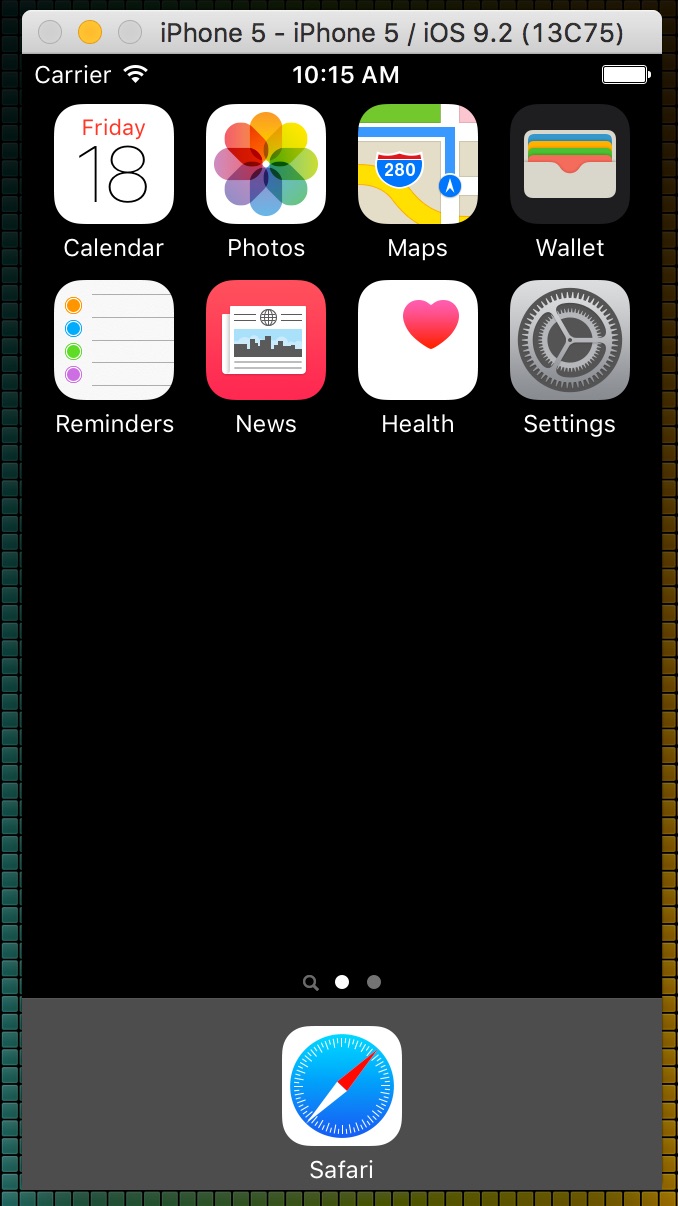 iPhone 5 - iPhone 5 / iOS 9.2 (13C75)
Carrier 10:15 AM
Friday
18
280
Calendar Photos Maps Wallet
Reminders News Health Settings
Safari